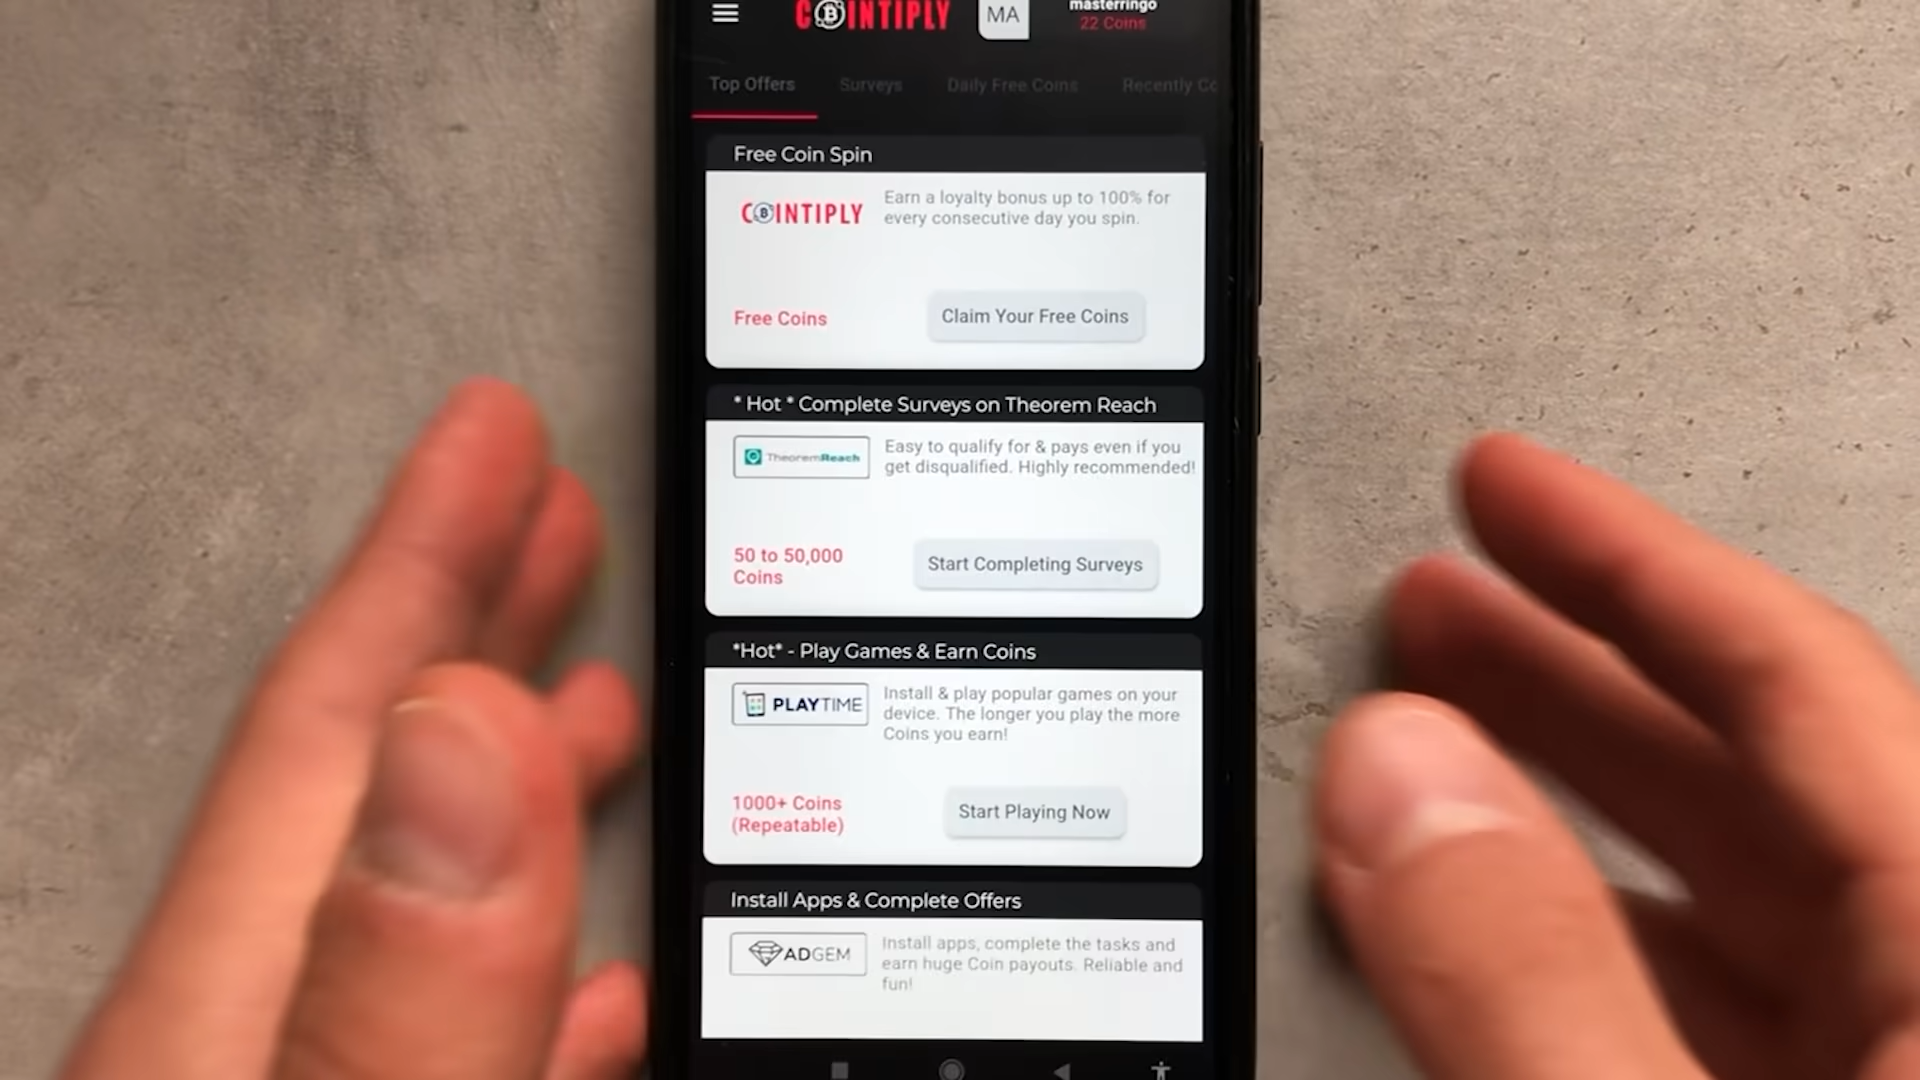 masterringo
COINTIPLY
MA
22 Coins
Top Offers
Surveys
Daily Free Coins
Recently Co
Free Coin Spin
COINTIPLY
Earn a loyalty bonus up to 100% for
every consecutive day you spin.
Free Coins
Claim Your Free Coins
* Hot * Complete Surveys on Theorem Reach
TheoremReach
Easy to qualify for & pays even if you
get disqualified. Highly recommended!
50 to 50,000
Coins
Start Completing Surveys
*Hot* - Play Games & Earn Coins
PLAYTIME
Install & play popular games on your
device. The longer you play the more
Coins you earn!
1000+ Coins
(Repeatable)
Start Playing Now
Install Apps & Complete Offers
ADGEM
Install apps, complete the tasks and
earn huge Coin payouts. Reliable and
fun!